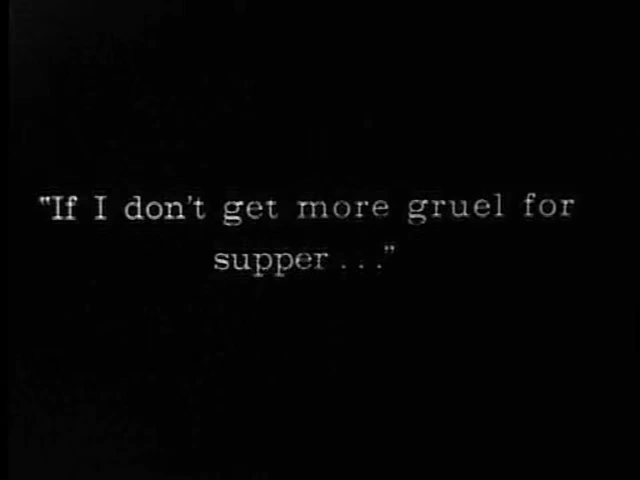 "If I don't get more gruel for
supper . . ."